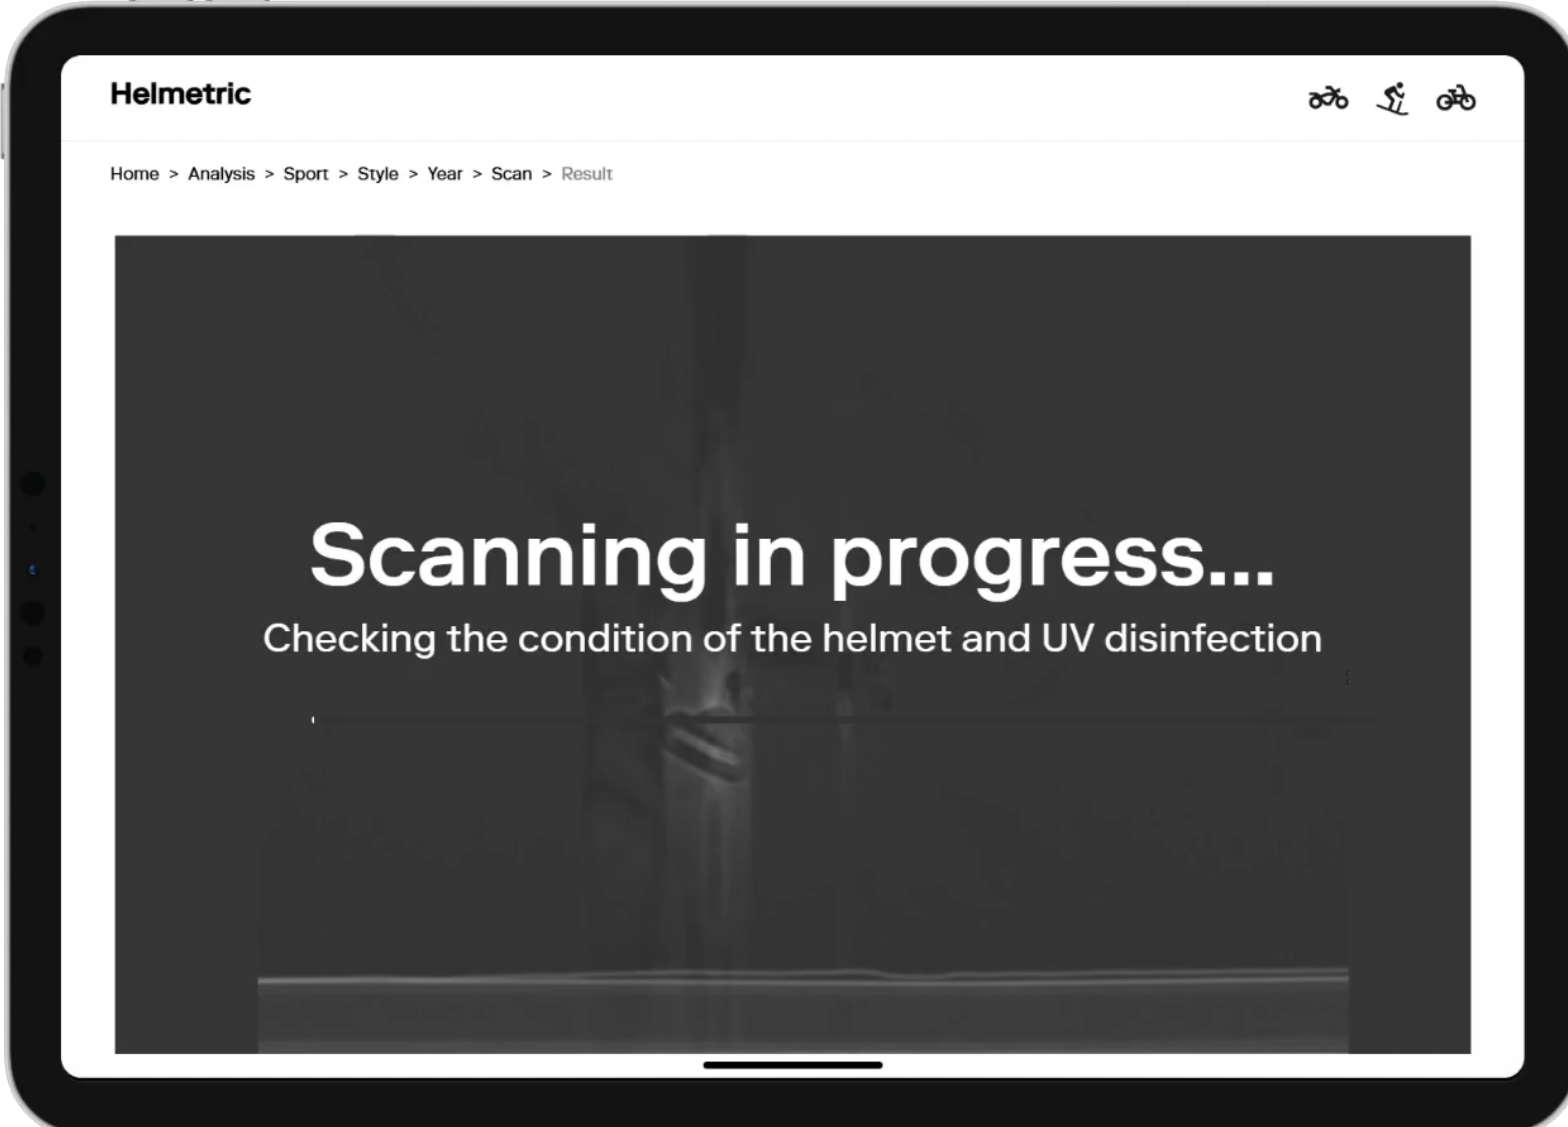 Helmetric
Home > Analysis > Sport > Style > Year > Scan > Result
Scanning in progress...
Checking the condition of the helmet and UV disinfection